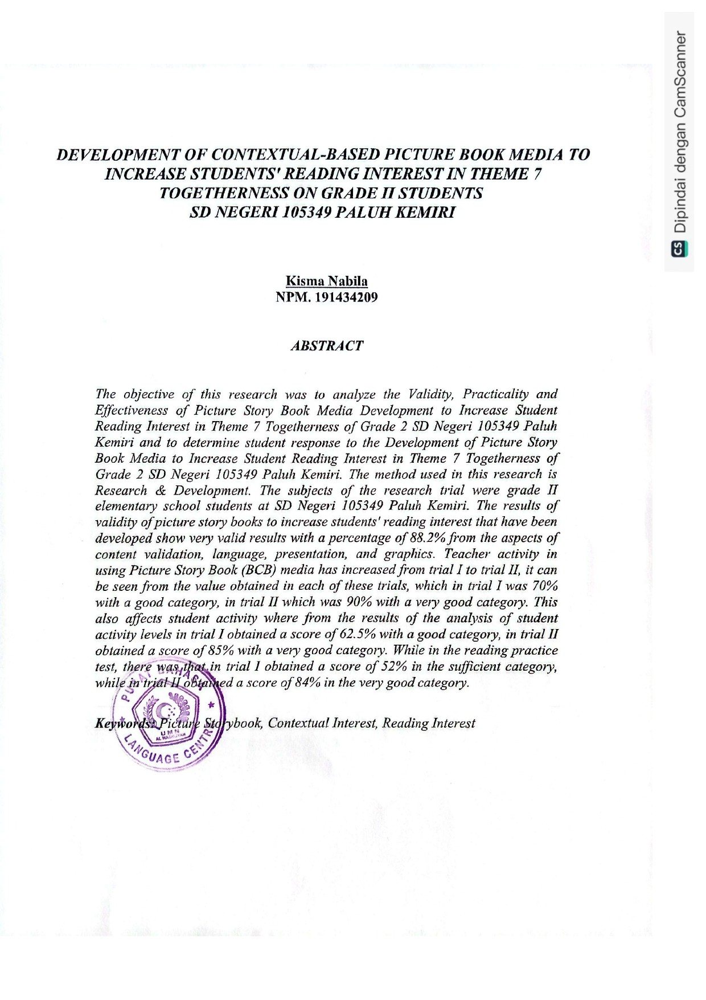 DEVELOPMENT OF CONTEXTUAL-BASED PICTURE BOOK MEDIA TO
INCREASE STUDENTS' READING INTEREST IN THEME 7
TOGETHERNESS ON GRADE II STUDENTS
SD NEGERI 105349 PALUH KEMIRI
Kisma Nabila
NPM. 191434209
ABSTRACT
The objective of this research was to analyze the Validity, Practicality and
Effectiveness of Picture Story Book Media Development to Increase Student
Reading Interest in Theme 7 Togetherness of Grade 2 SD Negeri 105349 Paluh
Kemiri and to determine student response to the Development of Picture Story
Book Media to Increase Student Reading Interest in Theme 7 Togetherness of
Grade 2 SD Negeri 105349 Paluh Kemiri. The method used in this research is
Research & Development. The subjects of the research trial were grade II
elementary school students at SD Negeri 105349 Paluh Kemiri. The results of
validity of picture story books to increase students' reading interest that have been
developed show very valid results with a percentage of 88.2% from the aspects of
content validation, language, presentation, and graphics. Teacher activity in
using Picture Story Book (BCB) media has increased from trial I to trial II, it can
be seen from the value obtained in each of these trials, which in trial I was 70%
with a good category, in trial II which was 90% with a very good category. This
also affects student activity where from the results of the analysis of student
activity levels in trial I obtained a score of 62.5% with a good category, in trial II
obtained a score of 85% with a very good category. While in the reading practice
test, there was that in trial I obtained a score of 52% in the sufficient category,
while in trial II obtained a score of 84% in the very good category.
Keywords: Picture Storybook, Contextual Interest, Reading Interest
PUSAT BAHASA
UMN
AL WASHLIYAH
LANGUAGE CENTRE
CS Dipindai dengan CamScanner